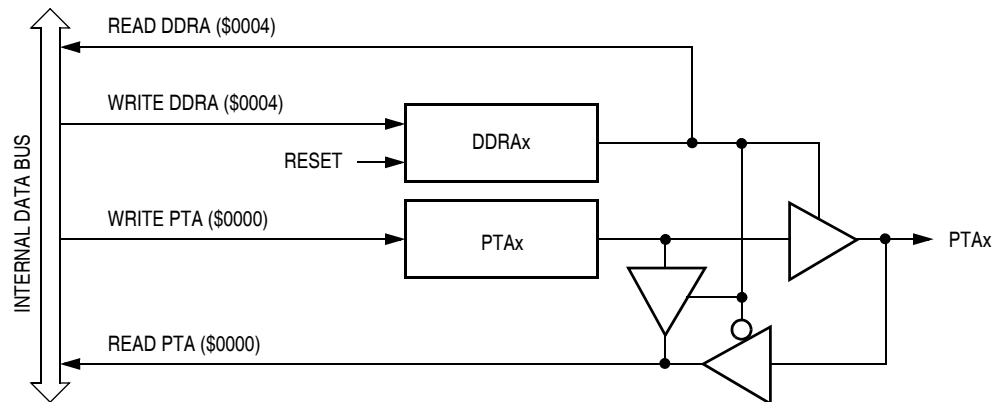 READ DDRA ($0004)
WRITE DDRA ($0004)
DDRAx
RESET
INTERNAL DATA BUS
WRITE PTA ($0000)
PTAx
PTAx
READ PTA ($0000)